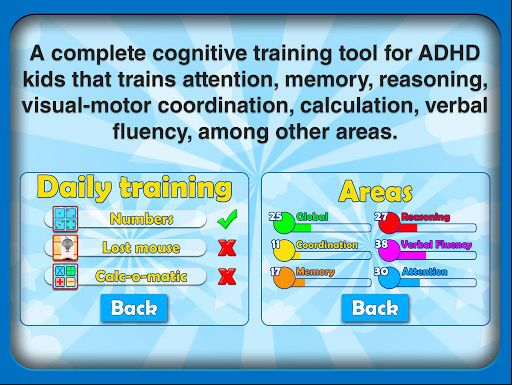 A complete cognitive training tool for ADHD
kids that trains attention, memory, reasoning,
visual-motor coordination, calculation, verbal
fluency, among other areas.
Daily training
Numbers
Lost mouse
Calc-o-matic
Back
Areas
25 Global
27 Reasoning
11 Coordination
38 Verbal Fluency
17 Memory
30 Attention
Back